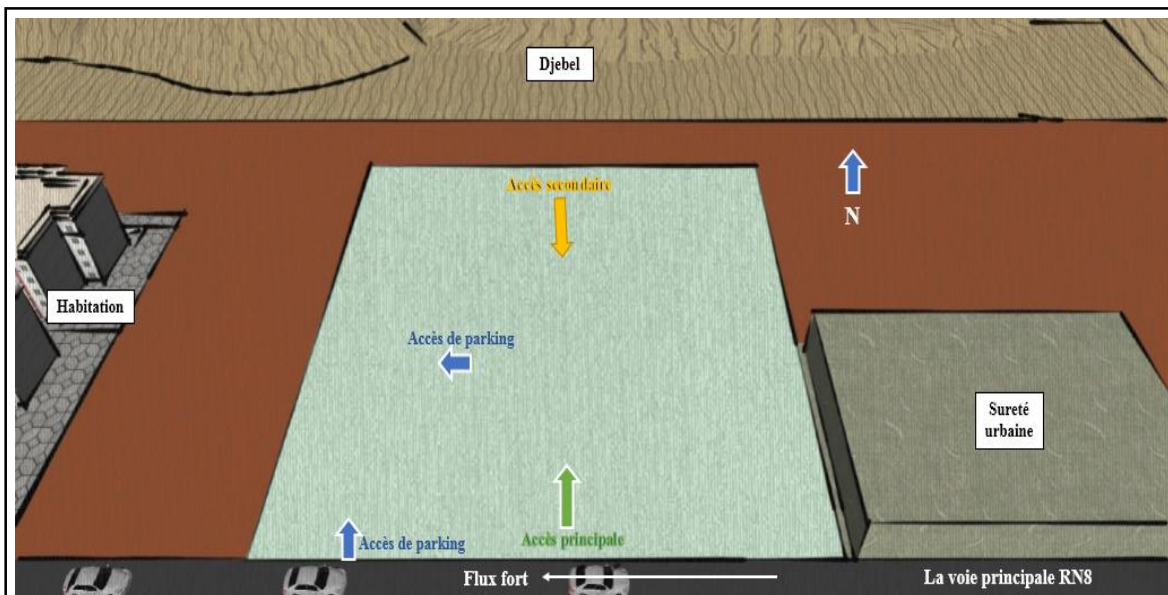 Djebel
Accès secondaire
N
Habitation
Accès de parking
Sureté
urbaine
Accès de parking
Accès principale
Flux fort
La voie principale RN8